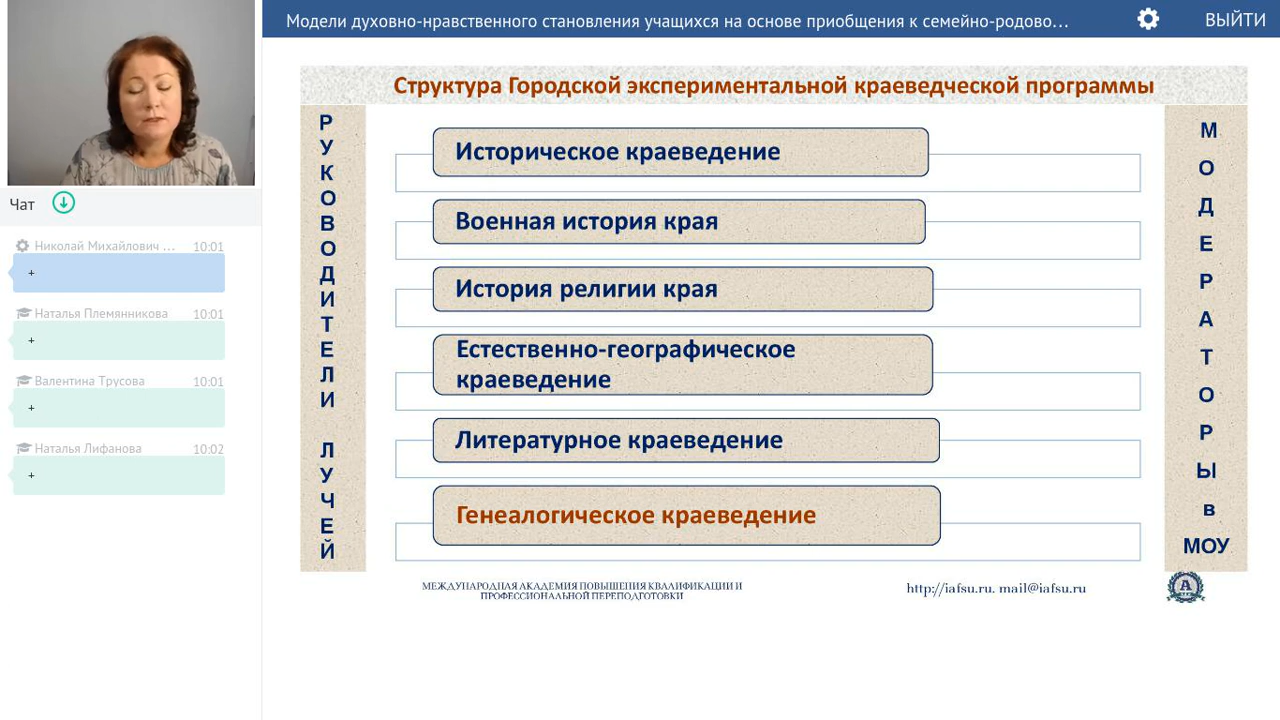 Модели духовно-нравственного становления учащихся на основе приобщения к семейно-родово...
ВЫЙТИ
Чат
Николай Михайлович ...
10:01
+
Наталья Племянникова
10:01
+
Валентина Трусова
10:01
+
Наталья Лифанова
10:02
+
Структура Городской экспериментальной краеведческой программы
РУКОВОДИТЕЛИ ЛУЧЕЙ
Историческое краеведение
Военная история края
История религии края
Естественно-географическое
краеведение
Литературное краеведение
Генеалогическое краеведение
МОДЕРАТОРЫ в
МОУ
МЕЖДУНАРОДНАЯ АКАДЕМИЯ ПОВЫШЕНИЯ КВАЛИФИКАЦИИ И
ПРОФЕССИОНАЛЬНОЙ ПЕРЕПОДГОТОВКИ
http://iafsu.ru. mail@iafsu.ru